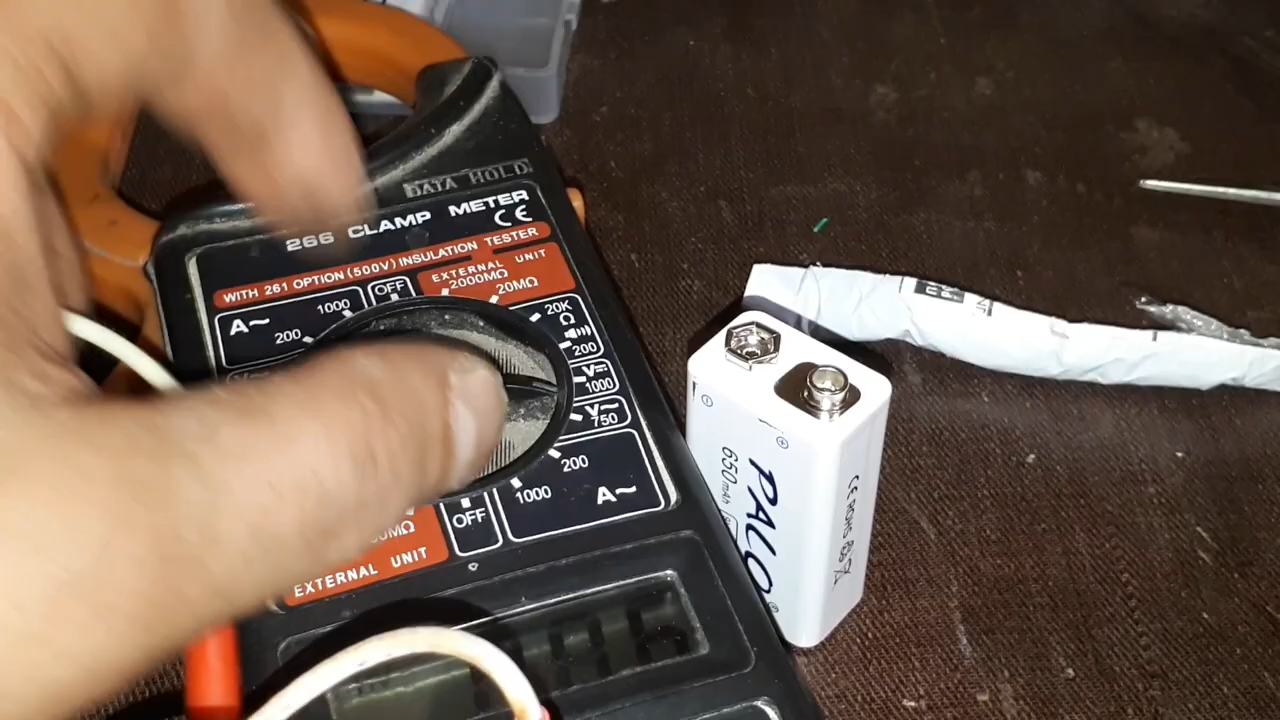 DATA HOLD
266 CLAMP METER
CE
WITH 261 OPTION (500V) INSULATION TESTER
EXTERNAL UNIT
2000MΩ
20MΩ
OFF
A~
1000
200
20K
Ω
200
V=
1000
V~
750
200
1000
A~
OFF
EXTERNAL UNIT
PALO
650mAh
CE ROHS